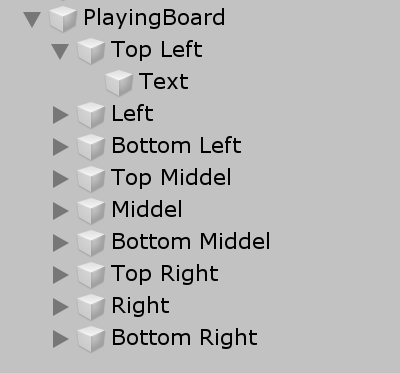 PlayingBoard
Top Left
Text
Left
Bottom Left
Top Middel
Middel
Bottom Middel
Top Right
Right
Bottom Right